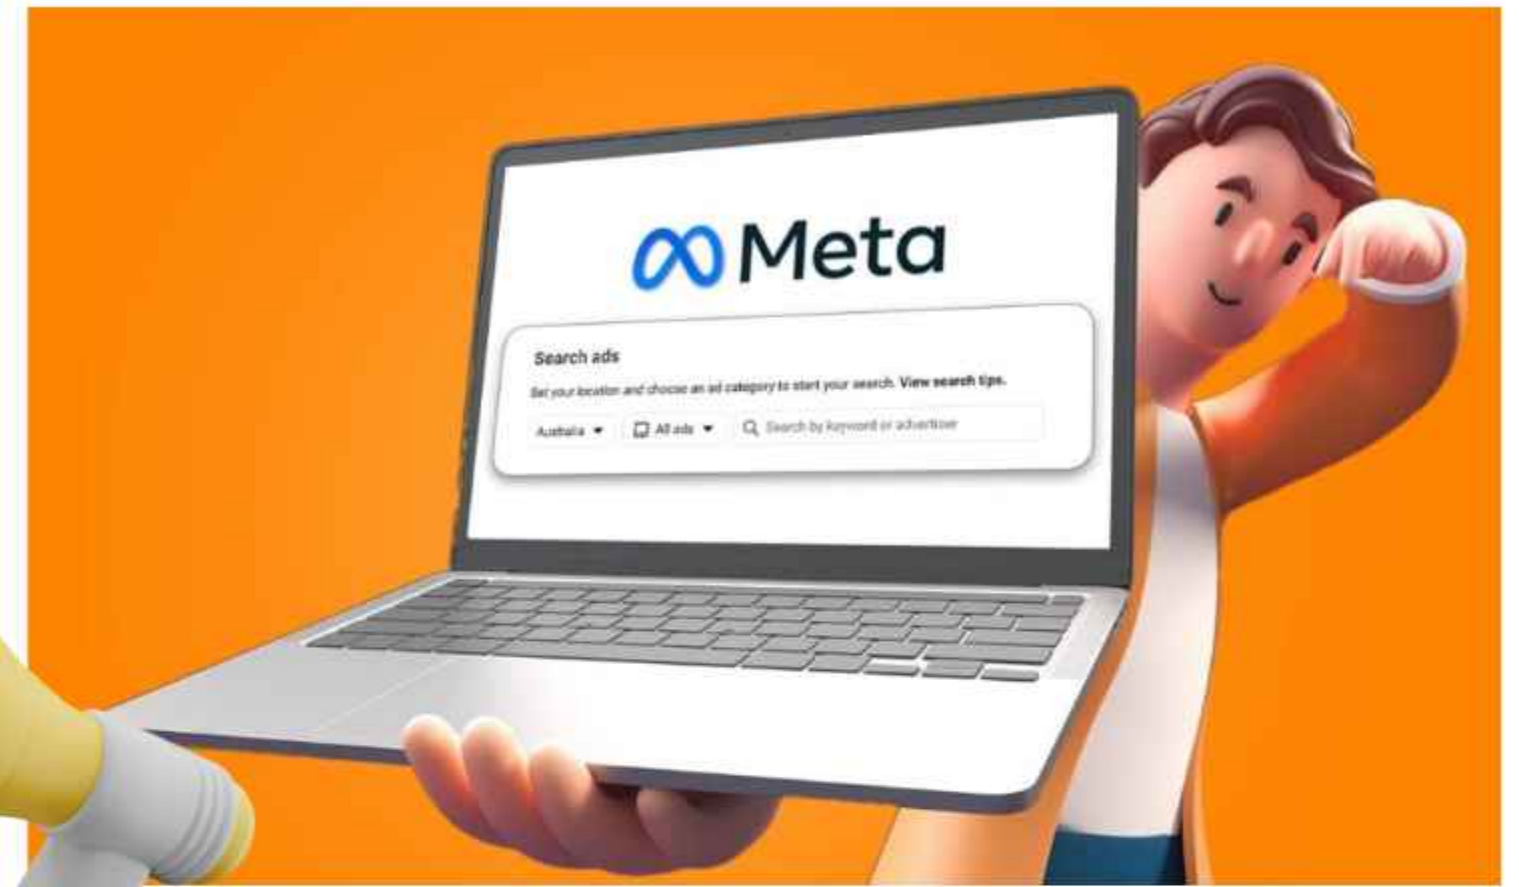 Meta
Search ads
Set your location and choose an ad category to start your search. View search tips.
Australia
All ads
Search by keyword or advertiser